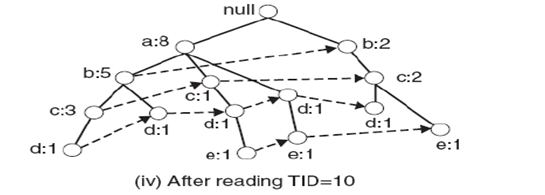 null
a:8 b:2
b:5 c:1 c:2
c:3 d:1 d:1 d:1 d:1
d:1 e:1 e:1 e:1
(iv) After reading TID=10